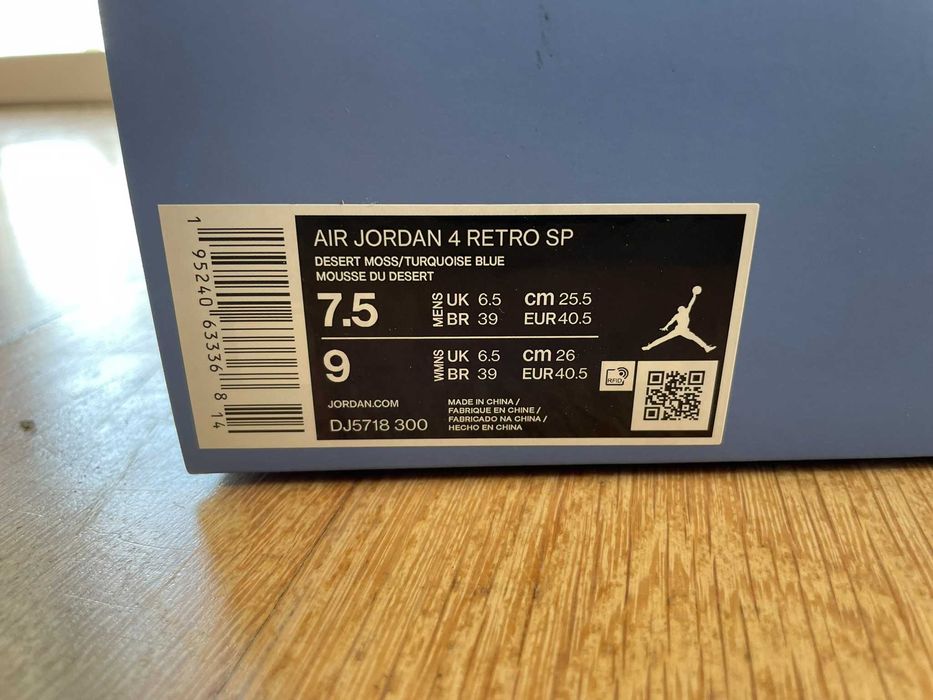 1 95240 63336 8 14
AIR JORDAN 4 RETRO SP
DESERT MOSS/TURQUOISE BLUE
MOUSSE DU DESERT
7.5 MENS UK 6.5 cm 25.5
BR 39 EUR 40.5
9 WMNS UK 6.5 cm 26
BR 39 EUR 40.5
RFID
JORDAN.COM
DJ5718 300
MADE IN CHINA /
FABRIQUE EN CHINE /
FABRICADO NA CHINA /
HECHO EN CHINA